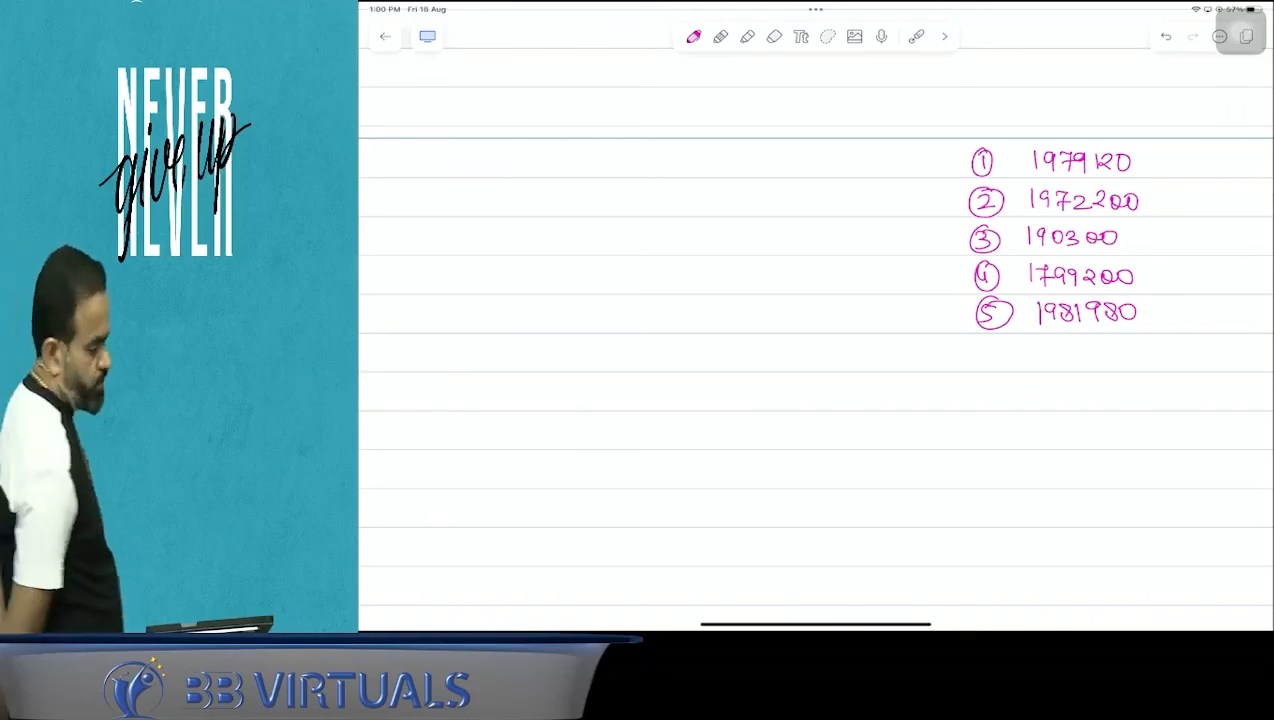 1:00 PM Fri 18 Aug
57%
NEVER
give up
NEVER
① 1979120
② 1972200
③ 190300
④ 1799200
⑤ 1981980
BB VIRTUALS